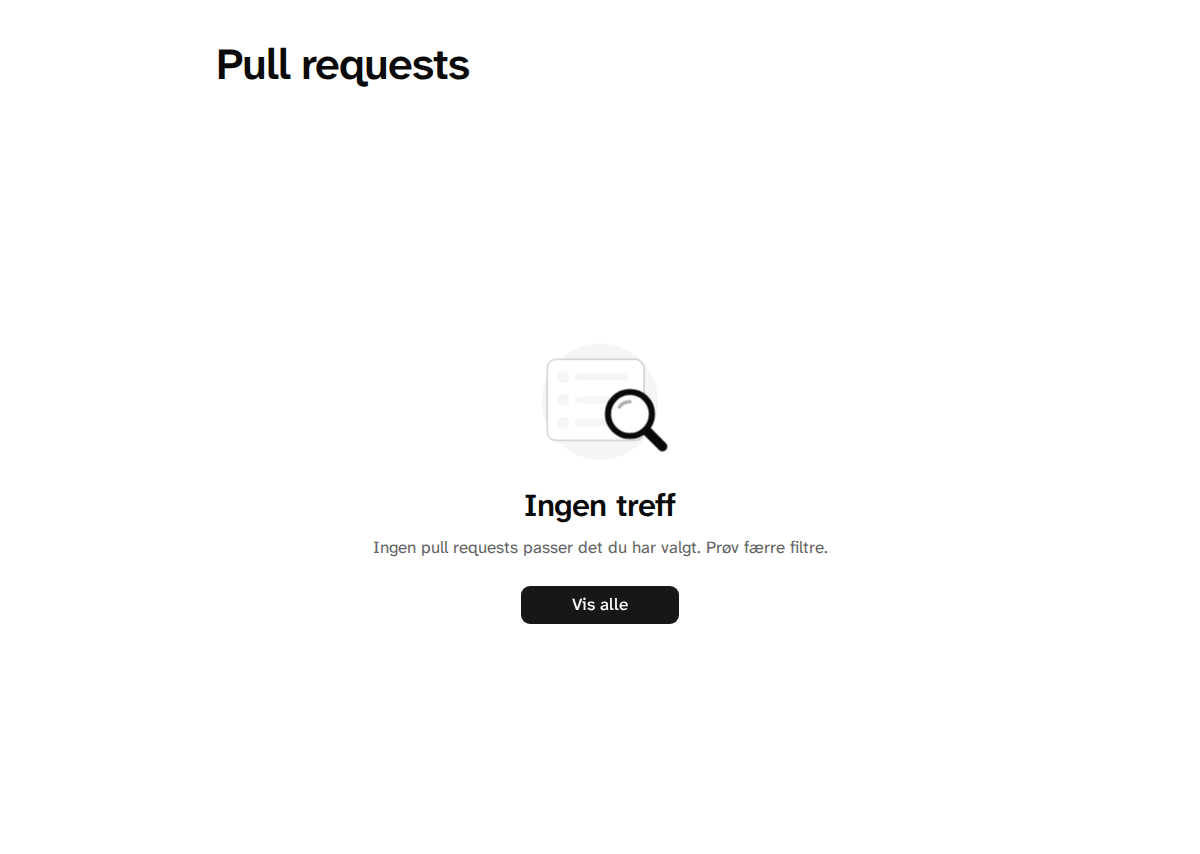 Pull requests
Ingen treff
Ingen pull requests passer det du har valgt. Prøv færre filtre.
Vis alle